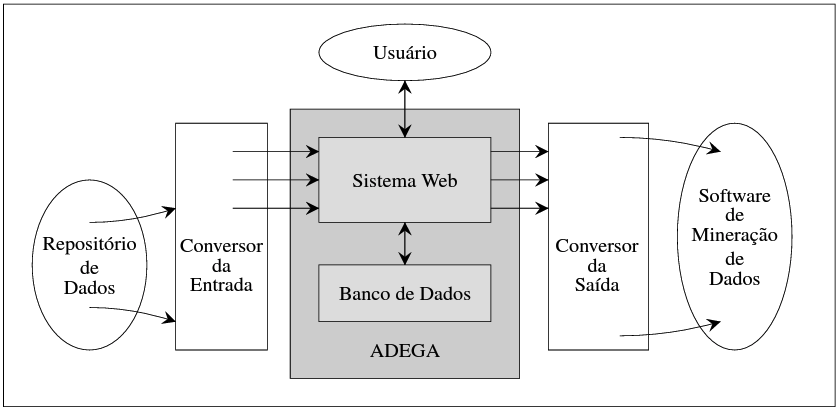 Usuário
Repositório
de
Dados
Conversor
da
Entrada
Sistema Web
Banco de Dados
ADEGA
Conversor
da
Saída
Software
de
Mineração
de
Dados